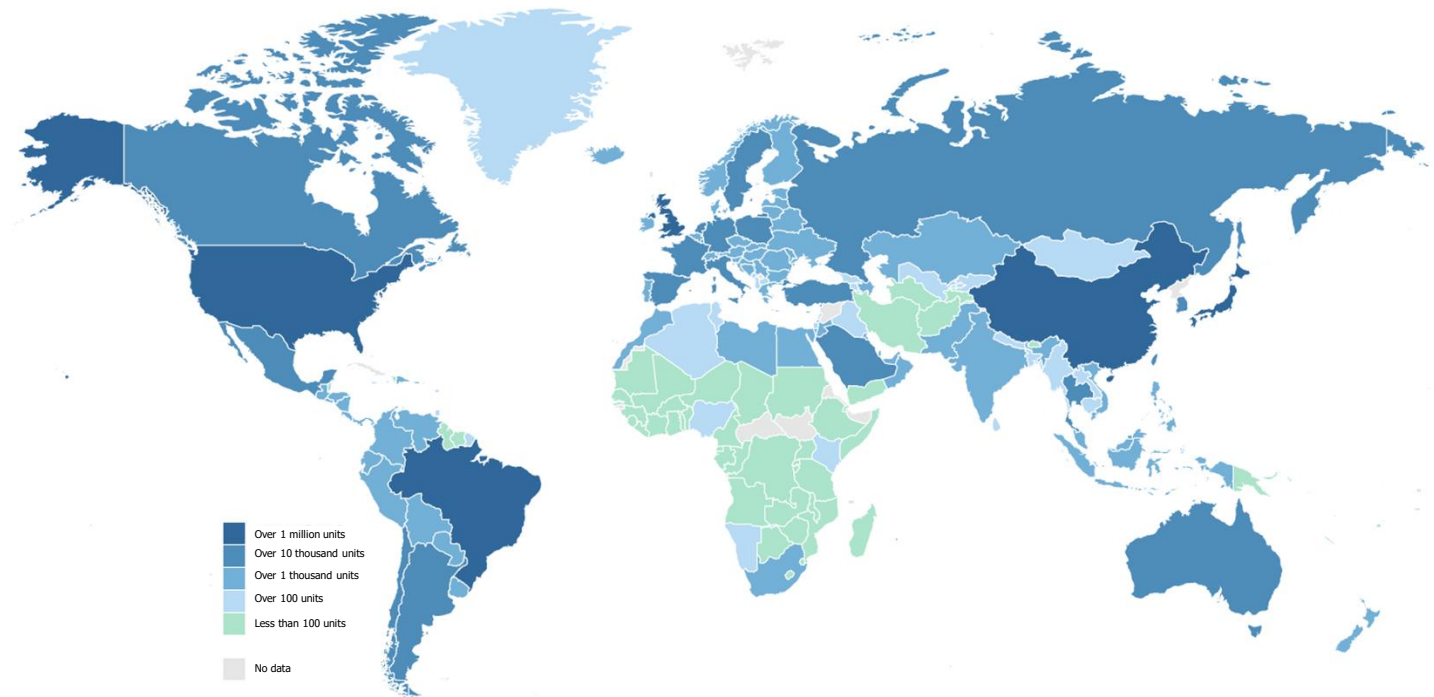 Over 1 million units
Over 10 thousand units
Over 1 thousand units
Over 100 units
Less than 100 units
No data